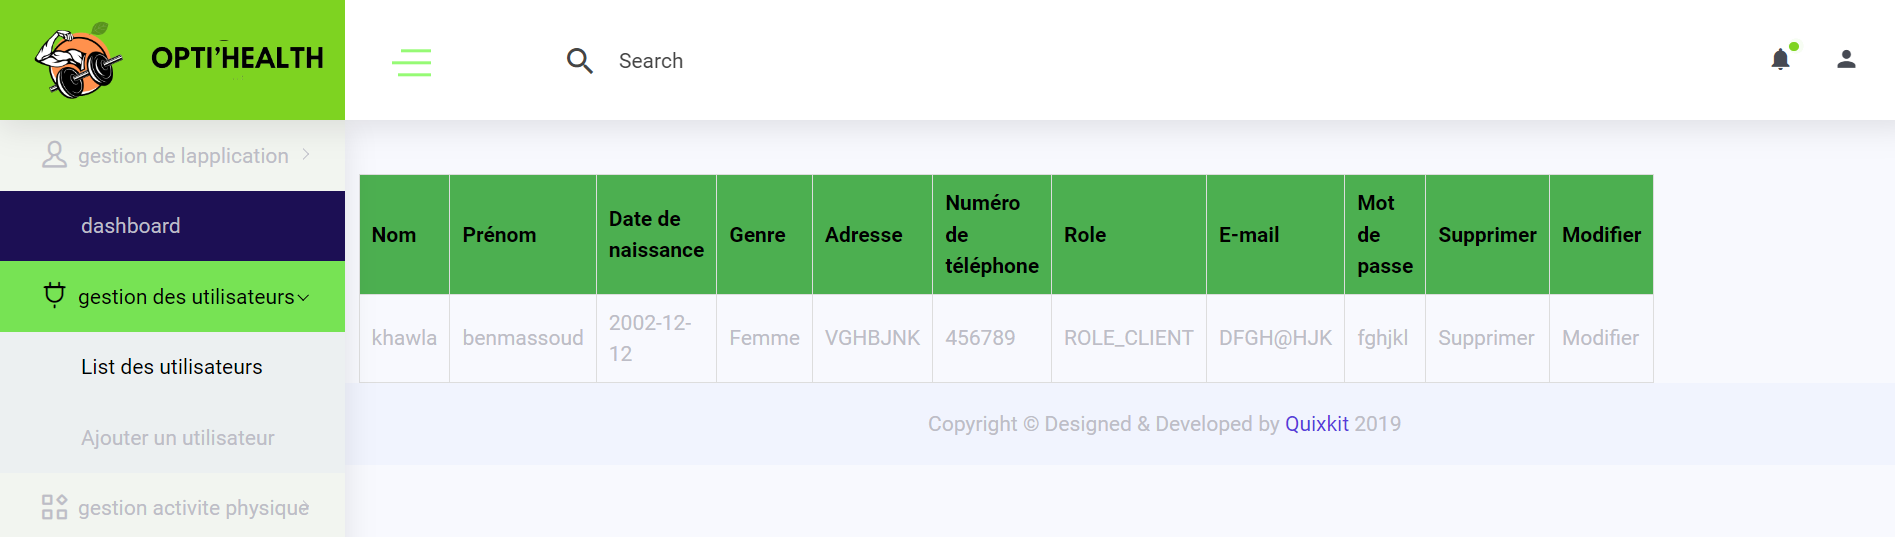 OPTI'HEALTH
Search
gestion de lapplication
dashboard
gestion des utilisateurs
List des utilisateurs
Ajouter un utilisateur
gestion activite physique
Nom Prénom Date de naissance Genre Adresse Numéro de téléphone Role E-mail Mot de passe Supprimer Modifier
khawla benmassoud 2002-12-12 Femme VGHBJNK 456789 ROLE_CLIENT DFGH@HJK fghjkl Supprimer Modifier
Copyright © Designed & Developed by Quixkit 2019